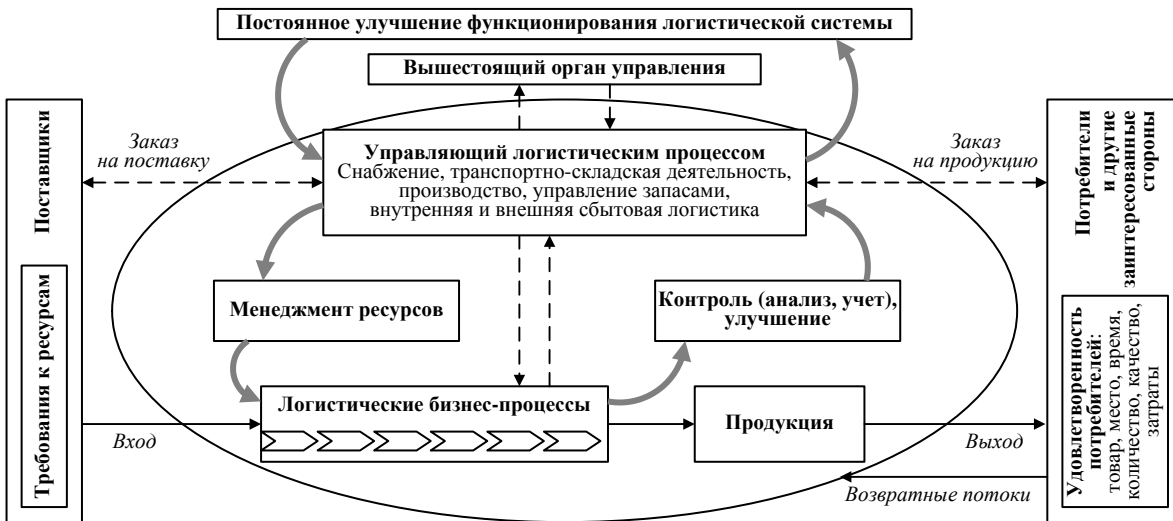 Постоянное улучшение функционирования логистической системы
Вышестоящий орган управления
Поставщики
Требования к ресурсам
Заказ
на поставку
Управляющий логистическим процессом
Снабжение, транспортно-складская деятельность,
производство, управление запасами,
внутренняя и внешняя сбытовая логистика
Заказ
на продукцию
Потребители
и другие
заинтересованные
стороны
Менеджмент ресурсов
Контроль (анализ, учет),
улучшение
Логистические бизнес-процессы
Продукция
Вход
Выход
Возвратные потоки
Удовлетворенность
потребителей:
товар, место, время,
количество, качество,
затраты